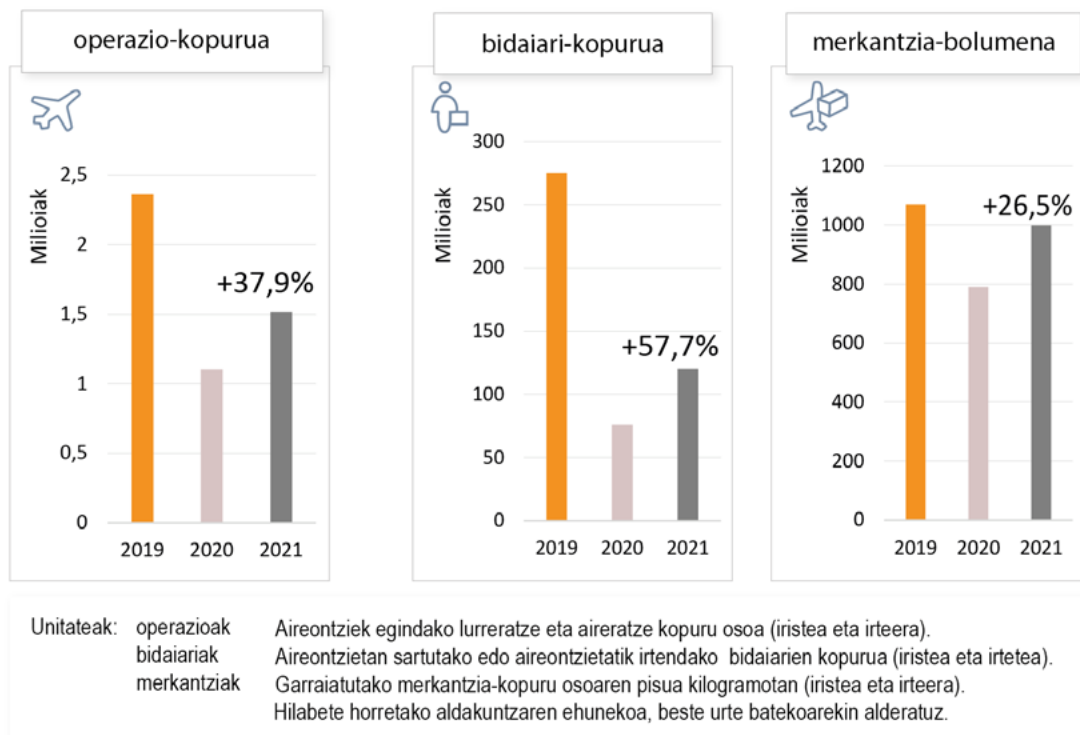 operazio-kopurua
Milioiak
2,5
2
1,5
1
0,5
0
+37,9%
2019 2020 2021
bidaiari-kopurua
Milioiak
300
250
200
150
100
50
0
+57,7%
2019 2020 2021
merkantzia-bolumena
Milioiak
1200
1000
800
600
400
200
0
+26,5%
2019 2020 2021
Unitateak: operazioak Aireontziek egindako lurreratze eta aireratze kopuru osoa (iristea eta irteera).
bidaiariak Aireontzietan sartutako edo aireontzietatik irtendako bidaiarien kopurua (iristea eta irtetea).
merkantziak Garraiatutako merkantzia-kopuru osoaren pisua kilogramotan (iristea eta irteera).
Hilabete horretako aldakuntzaren ehunekoa, beste urte batekoarekin alderatuz.